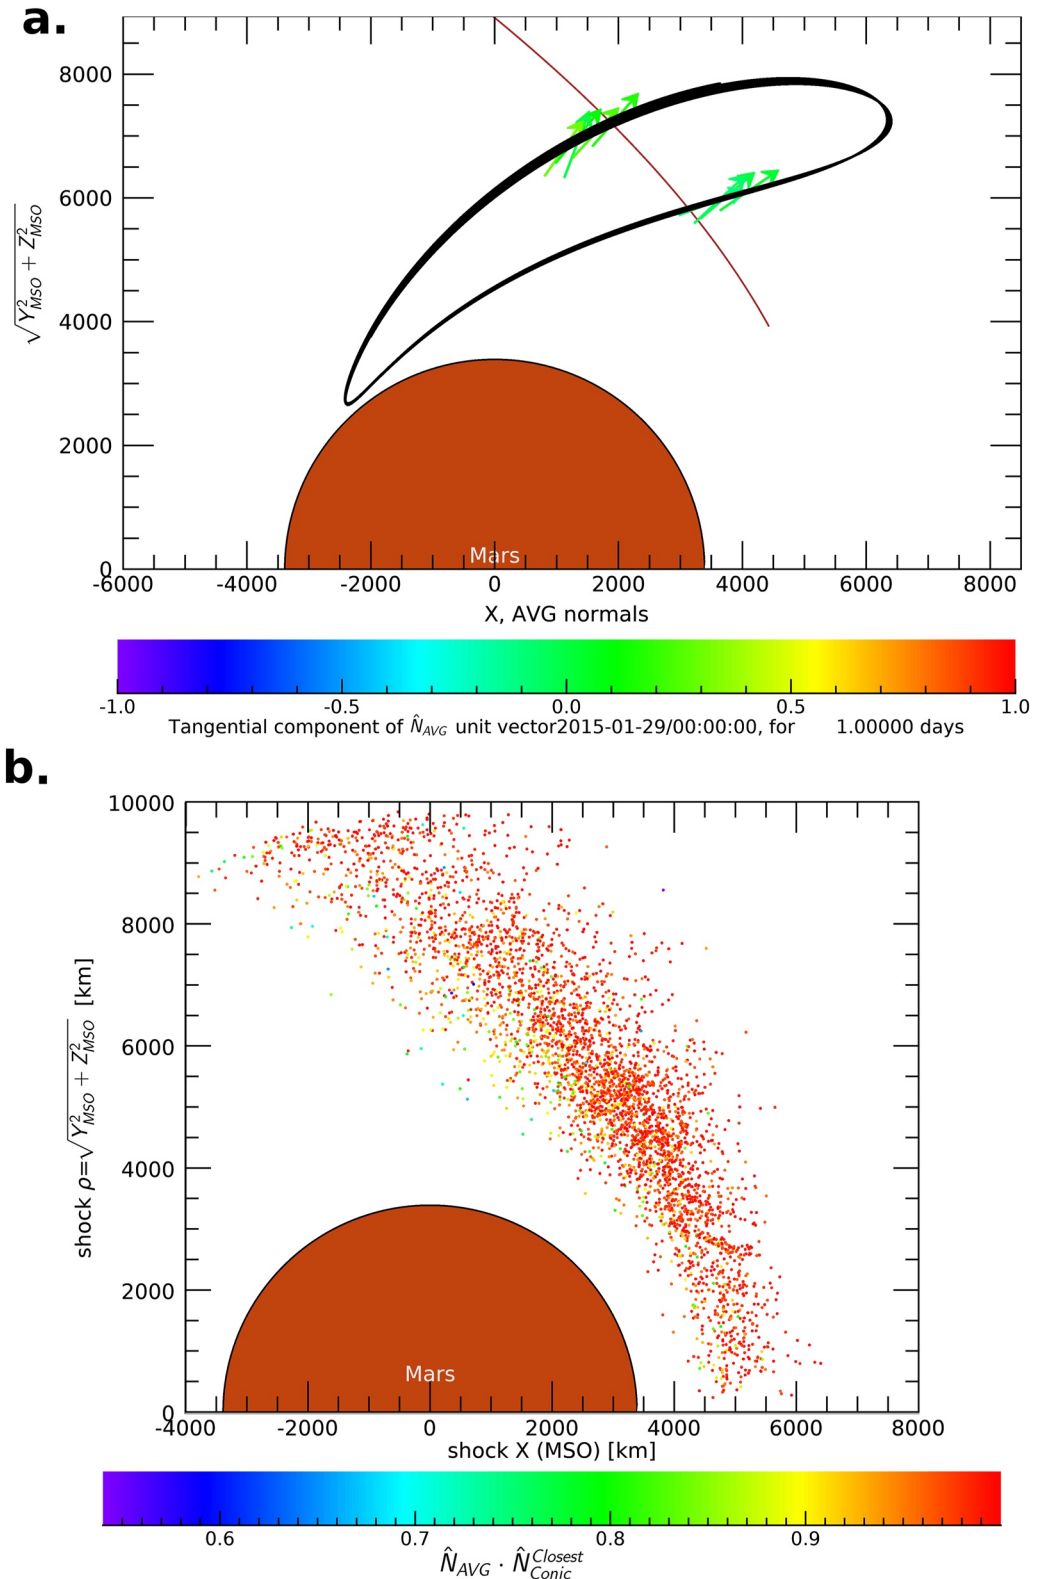 a.
8000
6000
4000
2000
0
√Y²MSO + Z²MSO
-6000 -4000 -2000 0 2000 4000 6000 8000
Mars
X, AVG normals
-1.0 -0.5 0.0 0.5 1.0
Tangential component of N̂AVG unit vector2015-01-29/00:00:00, for 1.00000 days
b.
10000
8000
6000
4000
2000
0
shock ρ=√Y²MSO + Z²MSO [km]
Mars
-4000 -2000 0 2000 4000 6000 8000
shock X (MSO) [km]
0.6 0.7 0.8 0.9
N̂AVG · N̂Closest Conic